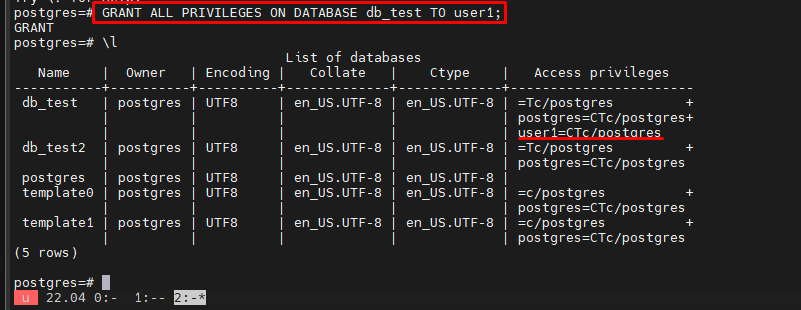 postgres=# GRANT ALL PRIVILEGES ON DATABASE db_test TO user1;
GRANT
postgres=# \l
                                  List of databases
   Name    |  Owner   | Encoding |   Collate   |    Ctype    |   Access privileges
-----------+----------+----------+-------------+-------------+-----------------------
 db_test   | postgres | UTF8     | en_US.UTF-8 | en_US.UTF-8 | =Tc/postgres         +
           |          |          |             |             | postgres=CTc/postgres+
           |          |          |             |             | user1=CTc/postgres
 db_test2  | postgres | UTF8     | en_US.UTF-8 | en_US.UTF-8 | =Tc/postgres         +
           |          |          |             |             | postgres=CTc/postgres
 postgres  | postgres | UTF8     | en_US.UTF-8 | en_US.UTF-8 |
 template0 | postgres | UTF8     | en_US.UTF-8 | en_US.UTF-8 | =c/postgres          +
           |          |          |             |             | postgres=CTc/postgres
 template1 | postgres | UTF8     | en_US.UTF-8 | en_US.UTF-8 | =c/postgres          +
           |          |          |             |             | postgres=CTc/postgres
(5 rows)
postgres=#
u 22.04 0:- 1:-- 2:-*